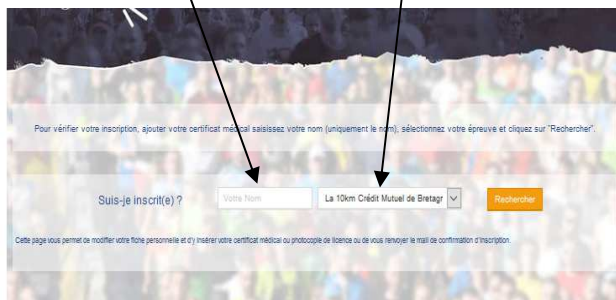 Pour vérifier votre inscription, ajouter votre certificat médical saisissez votre nom (uniquement le nom), sélectionnez votre épreuve et cliquez sur "Rechercher".
Suis-je inscrit(e) ? Votre Nom La 10km Crédit Mutuel de Bretagr Rechercher
Cette page vous permet de modifier votre fiche personnelle et d'y insérer votre certificat médical ou photocopie de licence ou de vous renvoyer le mail de confirmation d'inscription.